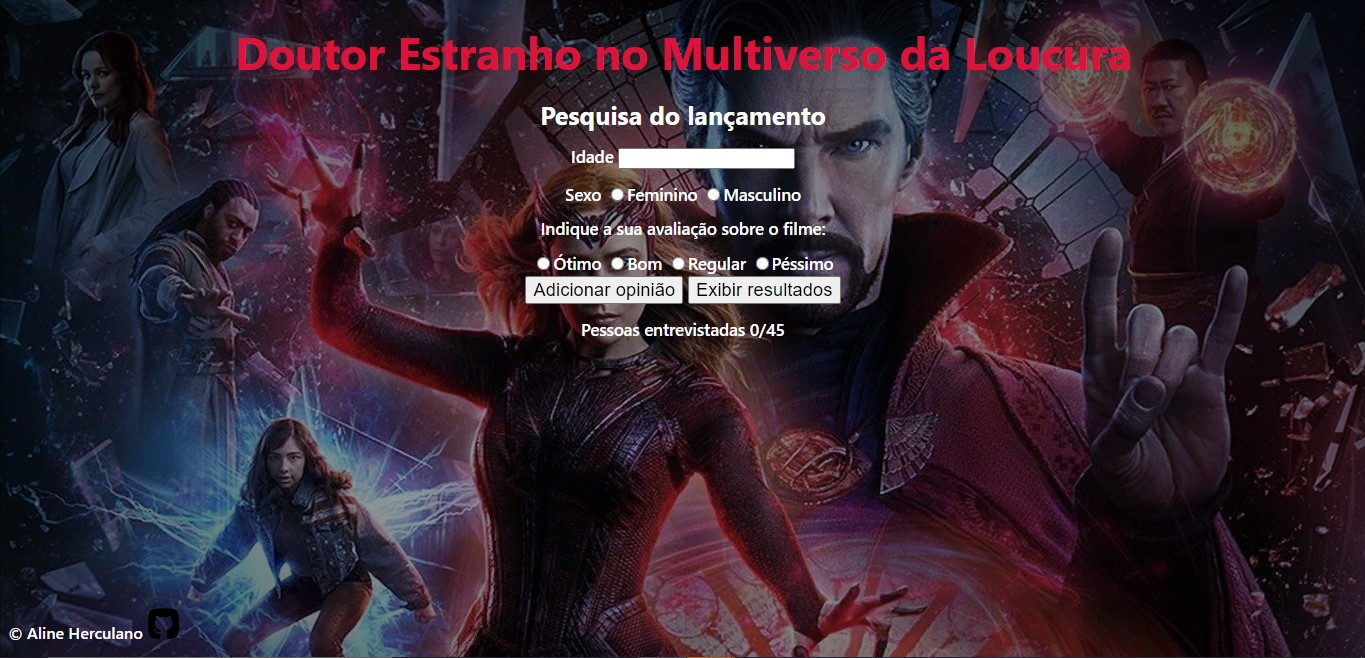 Doutor Estranho no Multiverso da Loucura
Pesquisa do lançamento
Idade
Sexo Feminino Masculino
Indique a sua avaliação sobre o filme:
Ótimo Bom Regular Péssimo
Adicionar opinião Exibir resultados
Pessoas entrevistadas 0/45
© Aline Herculano